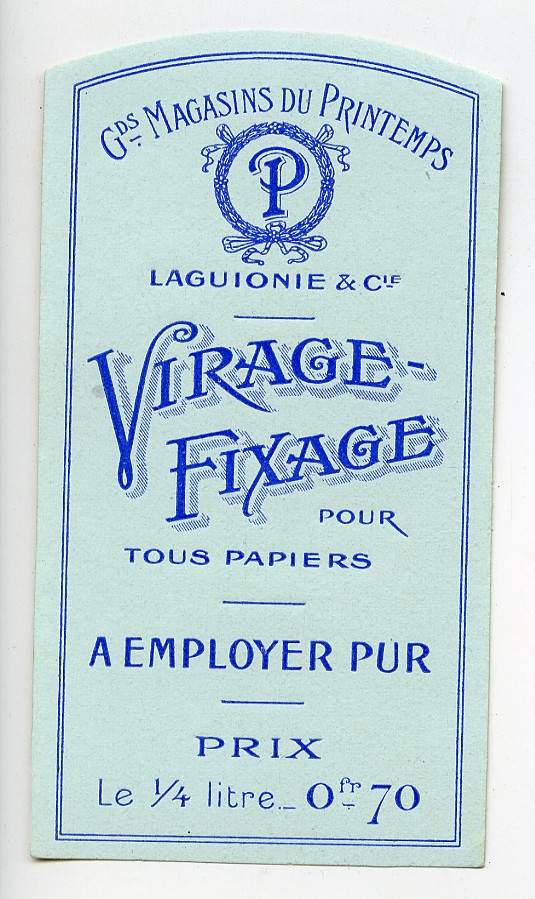 Gds Magasins du Printemps
P
LAGUIONIE & Cie
VIRAGE-
FIXAGE
POUR
TOUS PAPIERS
A EMPLOYER PUR
PRIX
Le 1/4 litre._ 0fr 70